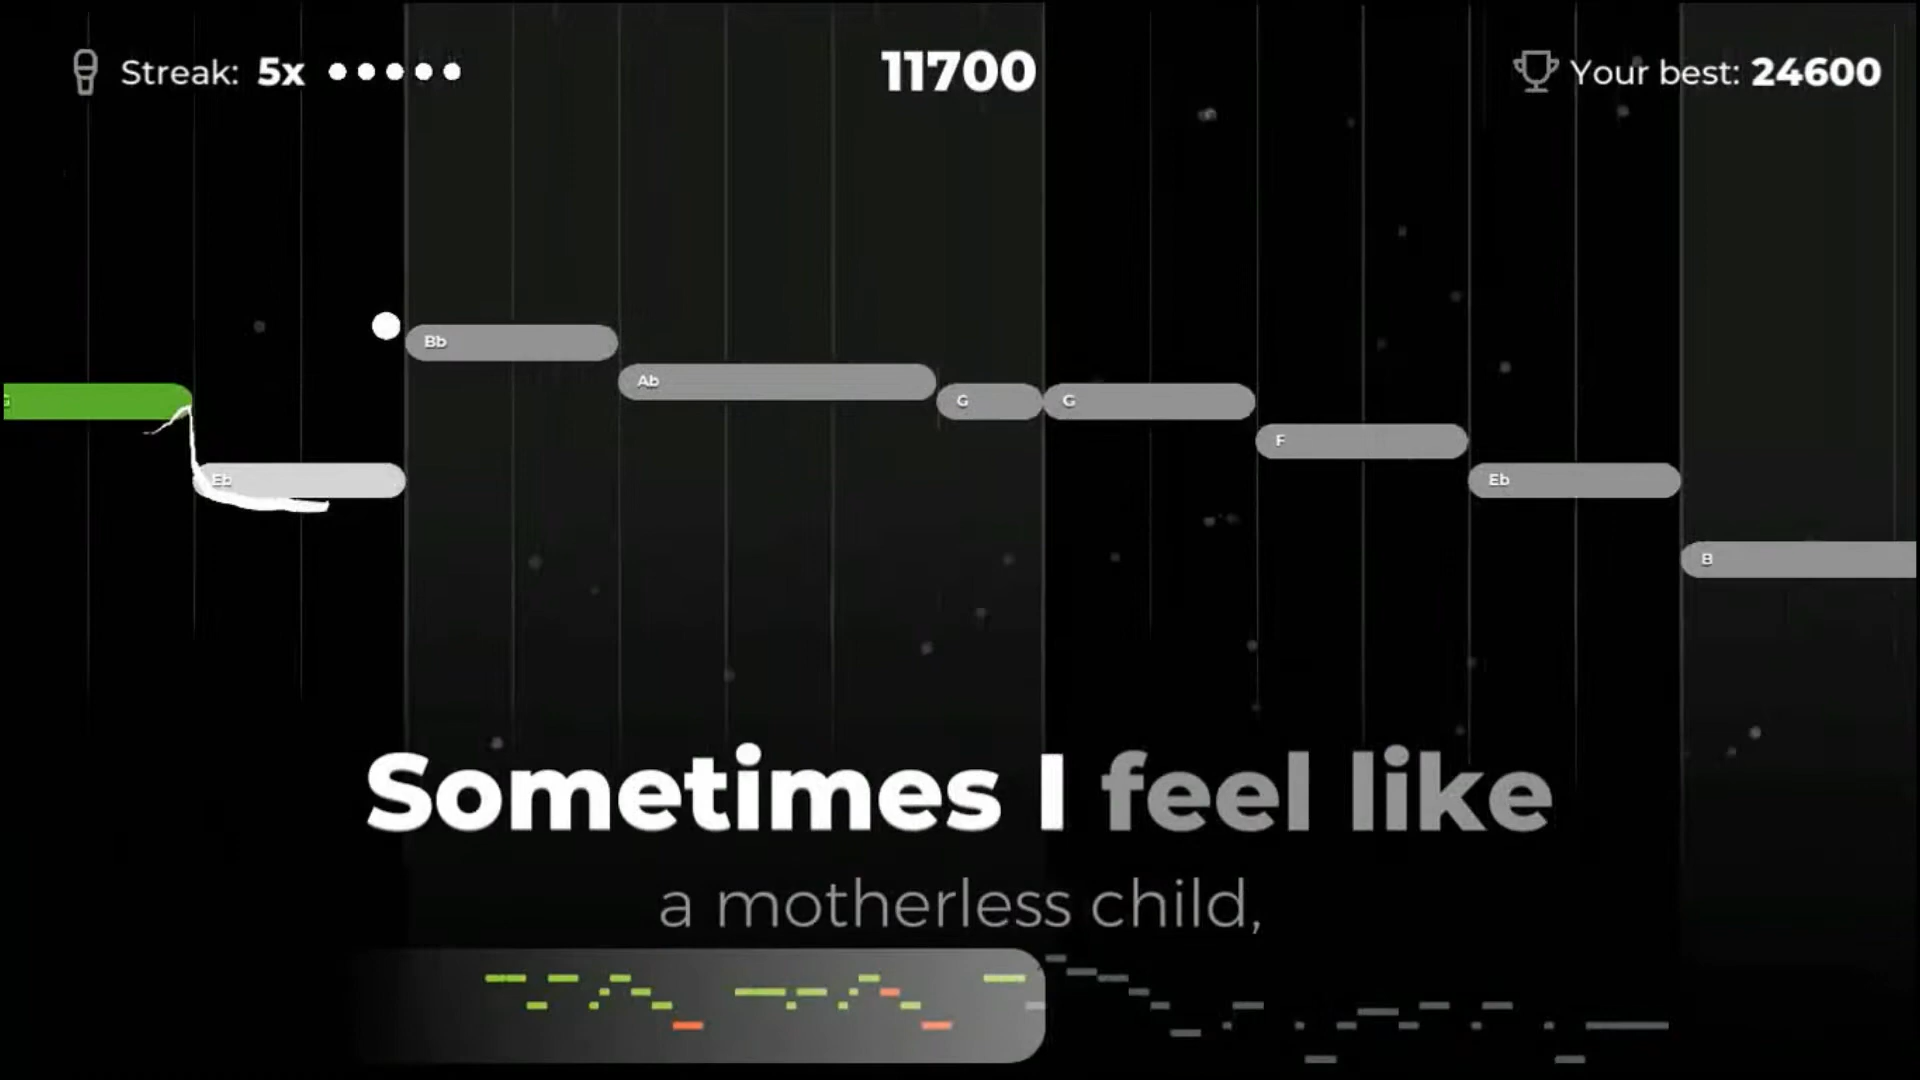 Streak: 5x
11700
Your best: 24600
Bb
Ab
G
G
F
Eb
Eb
B
Sometimes I feel like
a motherless child,